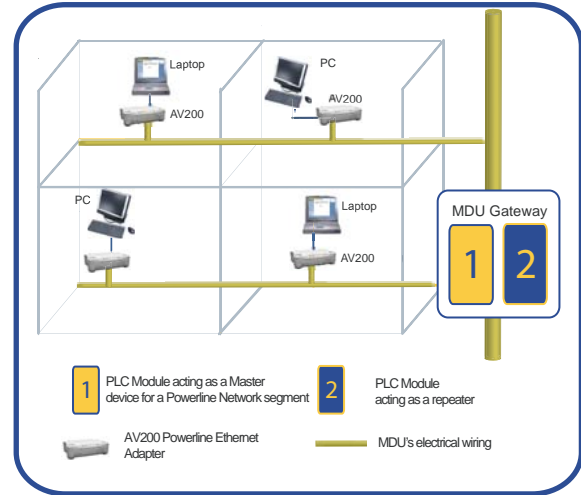 Laptop
PC
AV200
AV200
PC
Laptop
AV200
MDU Gateway
1
2
1
PLC Module acting as a Master
device for a Powerline Network segment
2
PLC Module
acting as a repeater
AV200 Powerline Ethernet
Adapter
MDU's electrical wiring